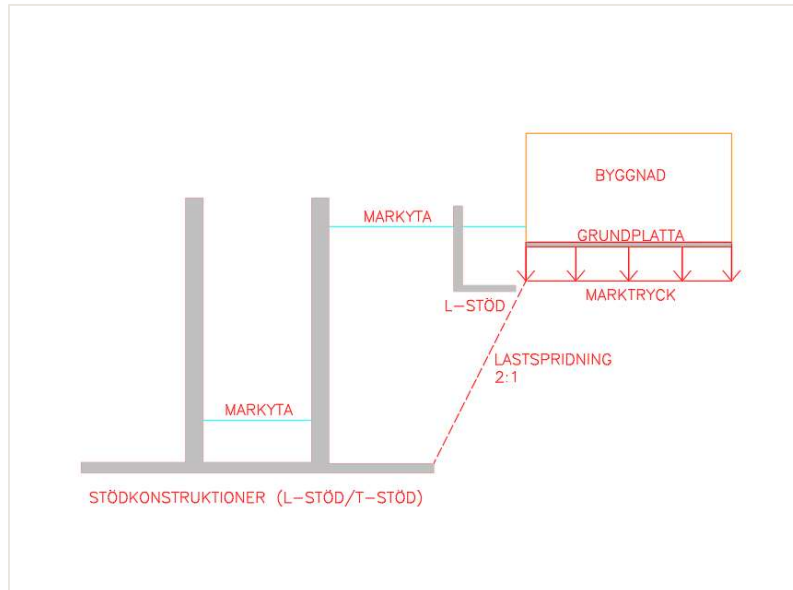 BYGGNAD
MARKYTA
GRUNDPLATTA
MARKTRYCK
L-STÖD
LASTSPRIDNING
2:1
MARKYTA
STÖDKONSTRUKTIONER (L-STÖD/T-STÖD)